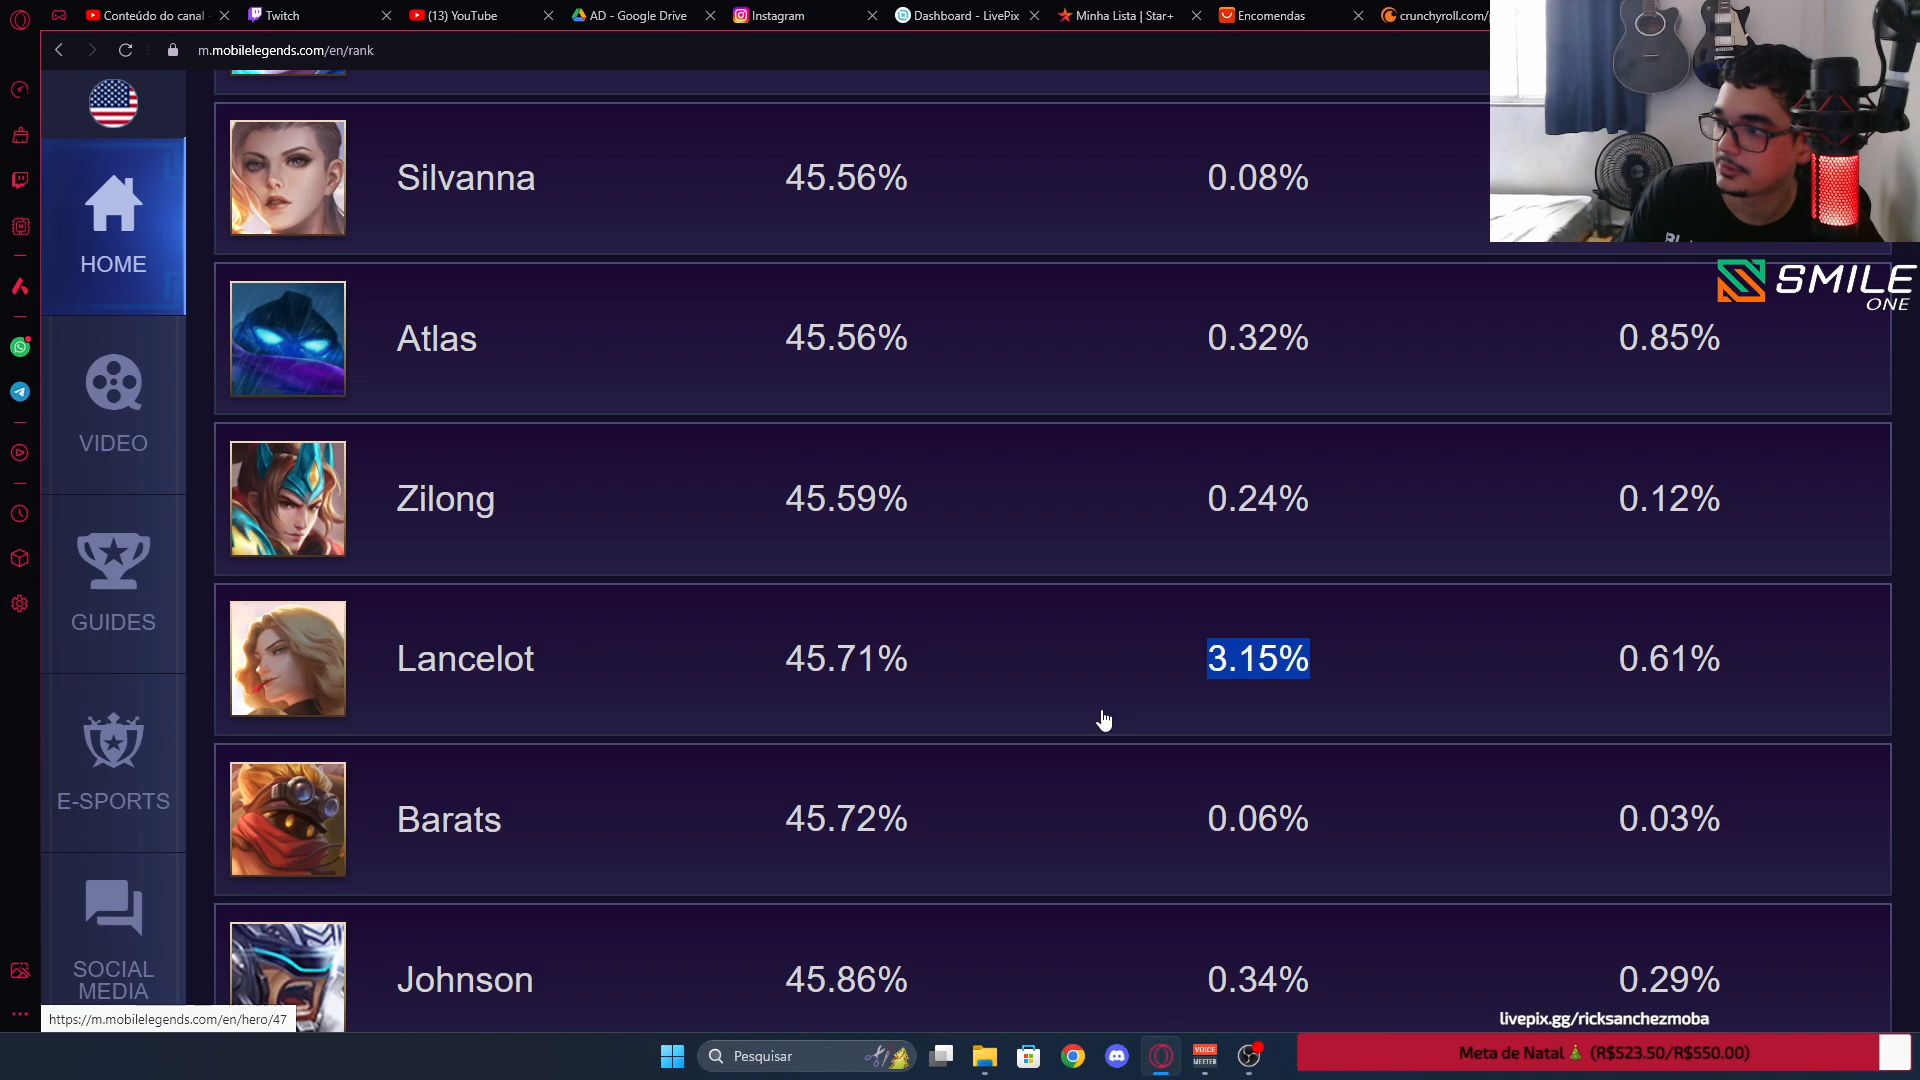 Conteúdo do canal
Twitch
(13) YouTube
AD - Google Drive
Instagram
Dashboard - LivePix
Minha Lista | Star+
Encomendas
crunchyroll.com/
m.mobilelegends.com/en/rank
HOME
VIDEO
GUIDES
E-SPORTS
SOCIAL
MEDIA
Silvanna 45.56% 0.08%
SMILE
ONE
Atlas 45.56% 0.32% 0.85%
Zilong 45.59% 0.24% 0.12%
Lancelot 45.71% 3.15% 0.61%
Barats 45.72% 0.06% 0.03%
Johnson 45.86% 0.34% 0.29%
https://m.mobilelegends.com/en/hero/47
livepix.gg/ricksanchezmoba
Pesquisar
VOICE
MEETER
Meta de Natal🎄 (R$523.50/R$550.00)